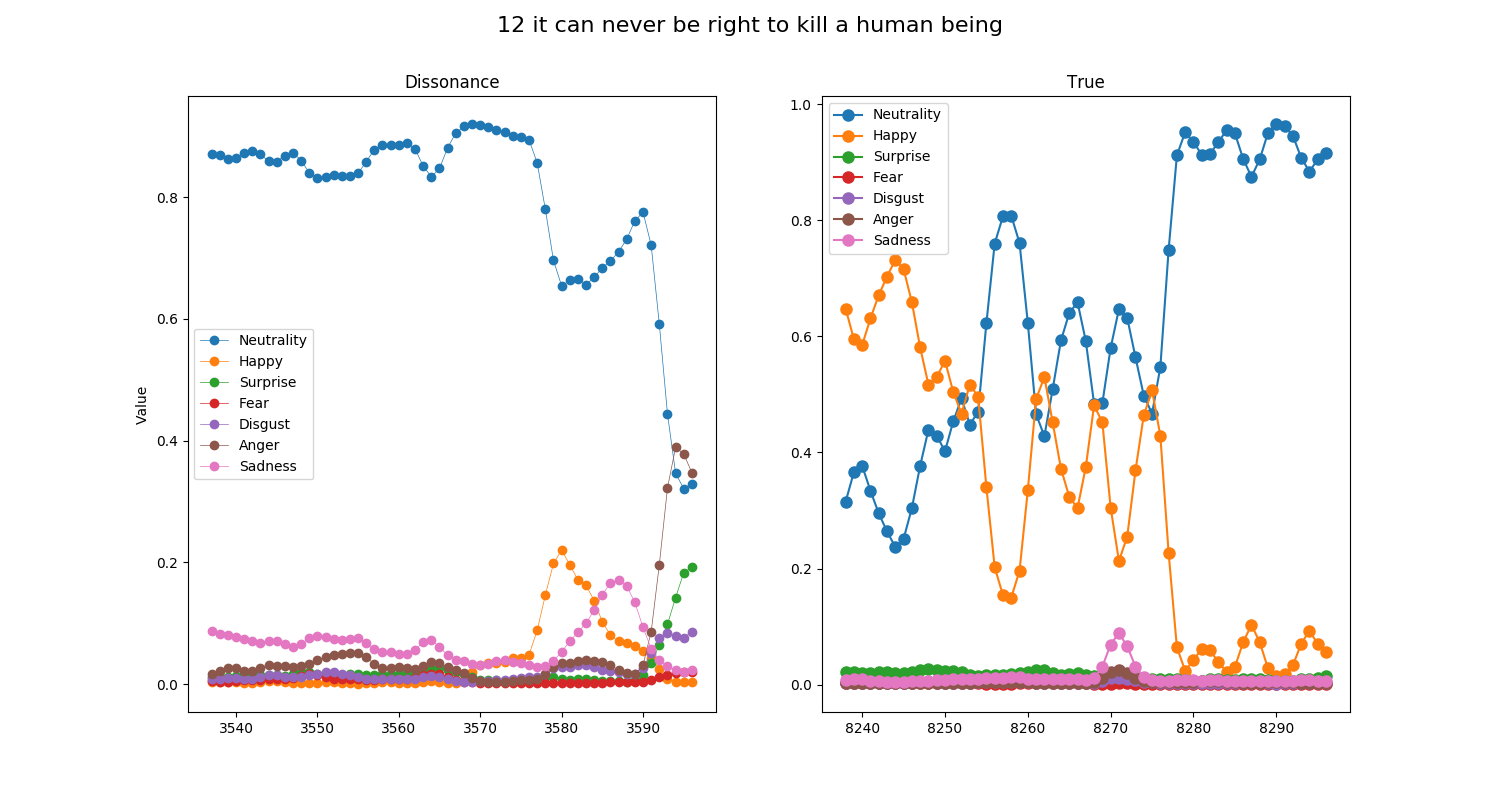 12 it can never be right to kill a human being
Dissonance
Value
0.8
0.6
0.4
0.2
0.0
Neutrality
Happy
Surprise
Fear
Disgust
Anger
Sadness
3540 3550 3560 3570 3580 3590
True
1.0
0.8
0.6
0.4
0.2
0.0
Neutrality
Happy
Surprise
Fear
Disgust
Anger
Sadness
8240 8250 8260 8270 8280 8290